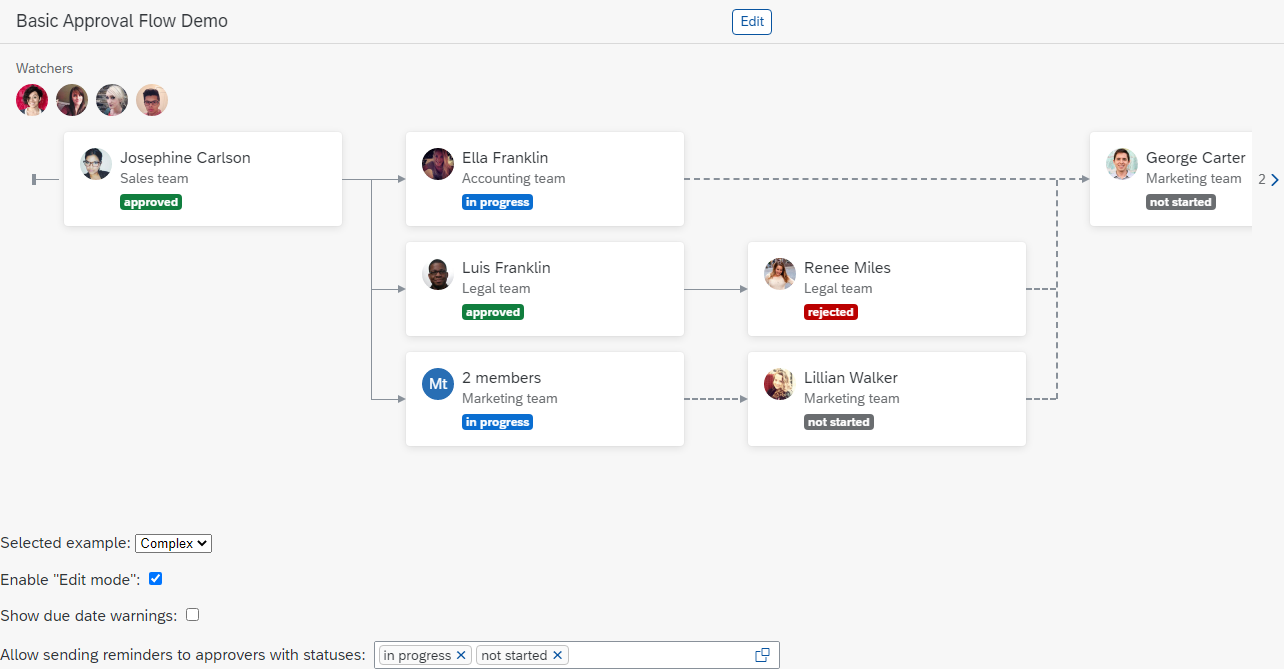 Basic Approval Flow Demo
Edit
Watchers
Josephine Carlson
Sales team
approved
Ella Franklin
Accounting team
in progress
George Carter
Marketing team
not started
2
Luis Franklin
Legal team
approved
Renee Miles
Legal team
rejected
Mt
2 members
Marketing team
in progress
Lillian Walker
Marketing team
not started
Selected example: Complex
Enable "Edit mode":
Show due date warnings:
Allow sending reminders to approvers with statuses: in progress not started